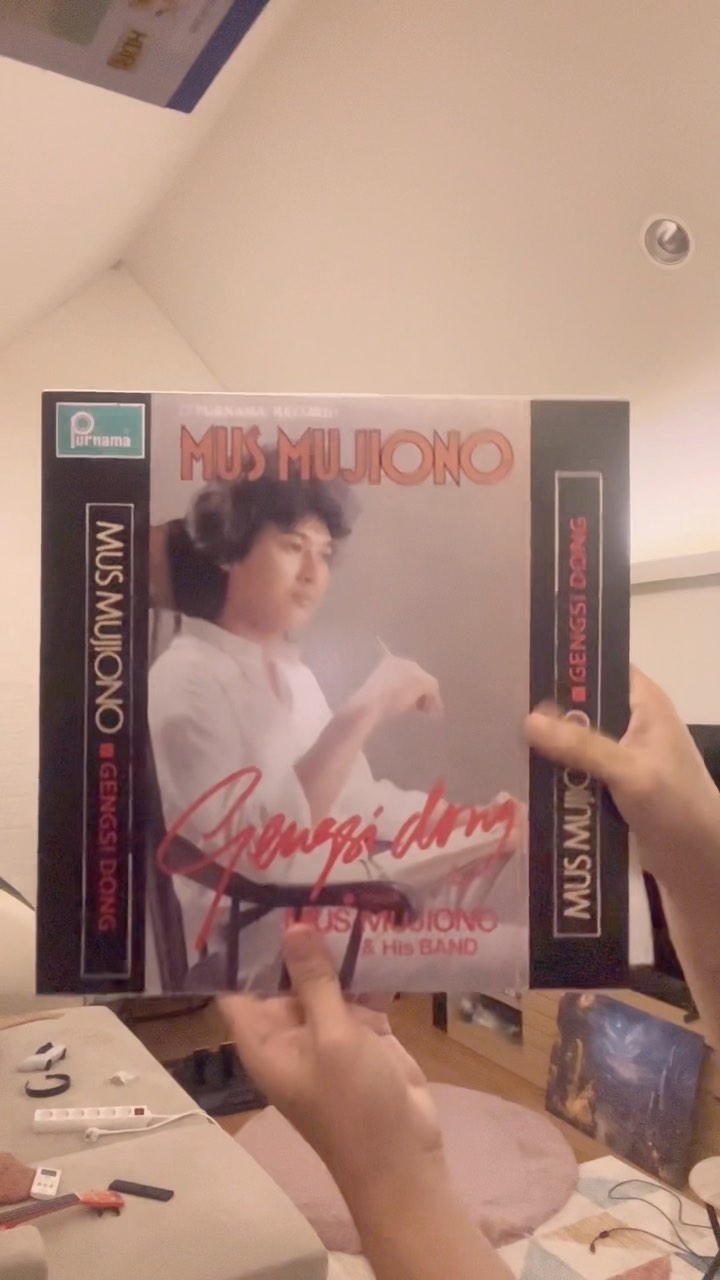 Purnama
PURNAMA RECORD
MUS MUJIONO
MUS MUJIONO ■ GENGSI DONG
Gengsi dong
MUS MUJIONO
& His BAND
MUS MUJIONO ■ GENGSI DONG